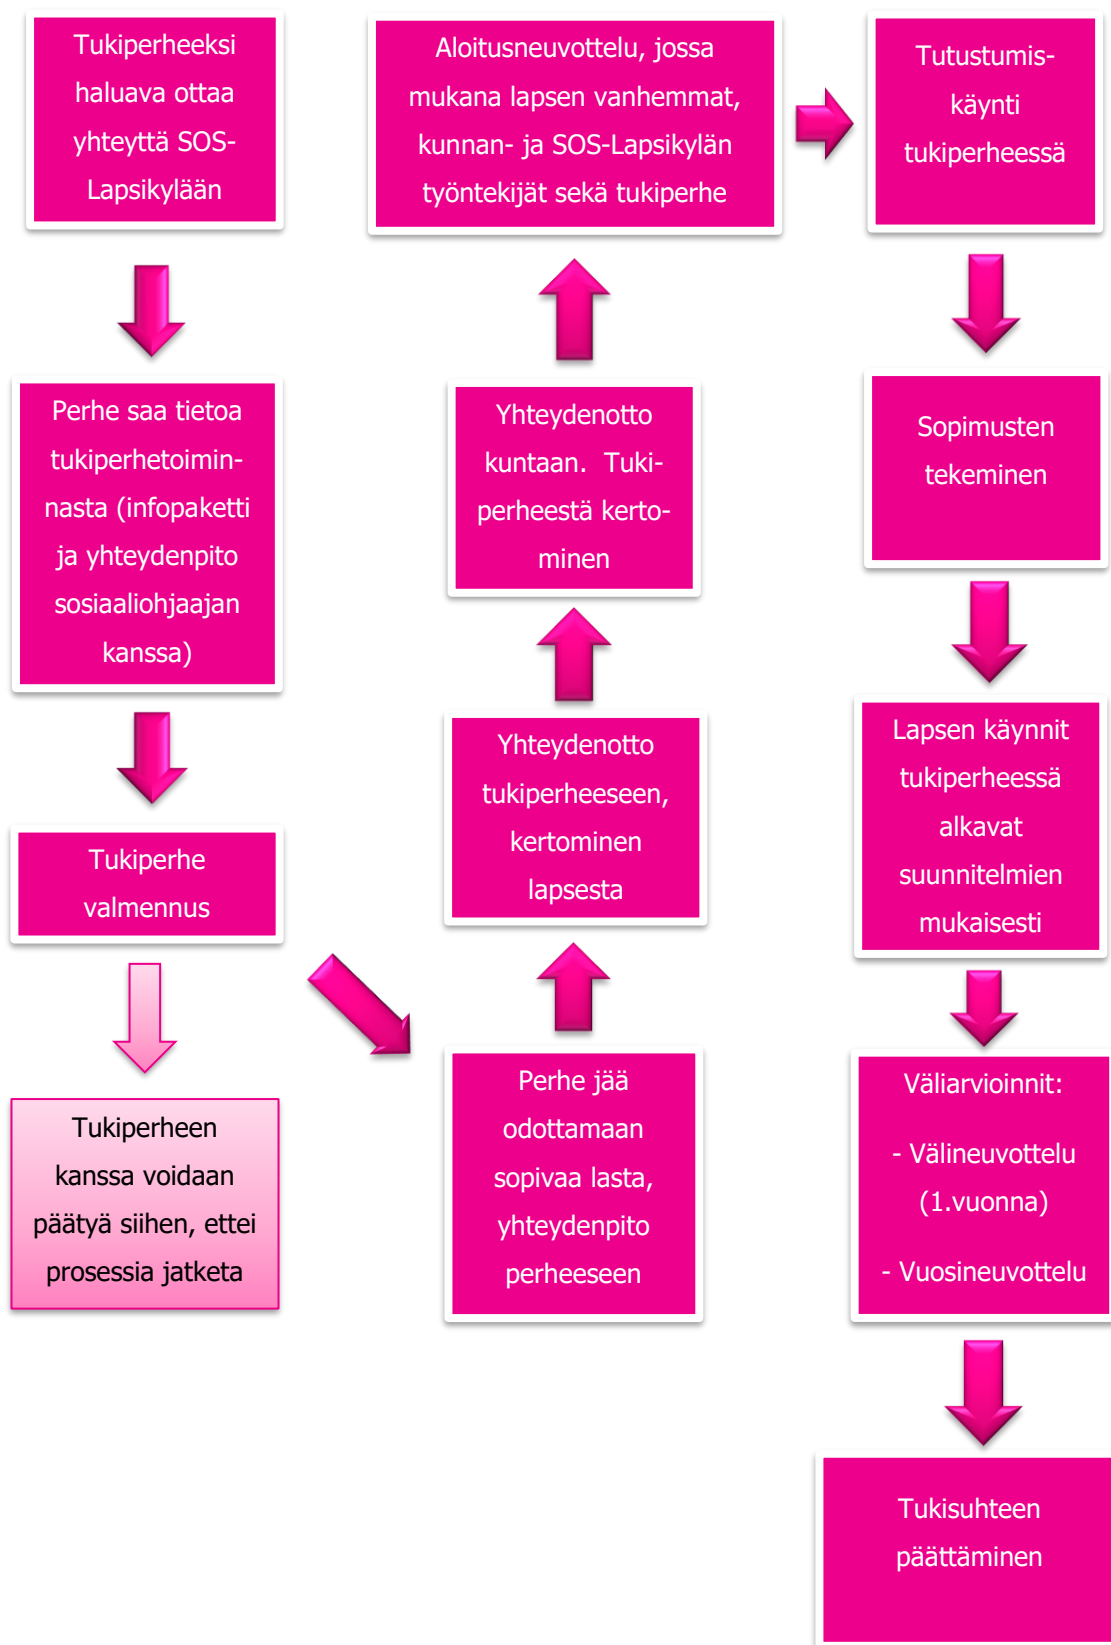 Tukiperheeksi
haluava ottaa
yhteyttä SOS-
Lapsikylään
Perhe saa tietoa
tukiperhetoimin-
nasta (infopaketti
ja yhteydenpito
sosiaaliohjaajan
kanssa)
Tukiperhe
valmennus
Tukiperheen
kanssa voidaan
päätyä siihen, ettei
prosessia jatketa
Perhe jää
odottamaan
sopivaa lasta,
yhteydenpito
perheeseen
Yhteydenotto
tukiperheeseen,
kertominen
lapsesta
Yhteydenotto
kuntaan.  Tuki-
perheestä kerto-
minen
Aloitusneuvottelu, jossa
mukana lapsen vanhemmat,
kunnan- ja SOS-Lapsikylän
työntekijät sekä tukiperhe
Tutustumis-
käynti
tukiperheessä
Sopimusten
tekeminen
Lapsen käynnit
tukiperheessä
alkavat
suunnitelmien
mukaisesti
Väliarvioinnit:
- Välineuvottelu
(1.vuonna)
- Vuosineuvottelu
Tukisuhteen
päättäminen